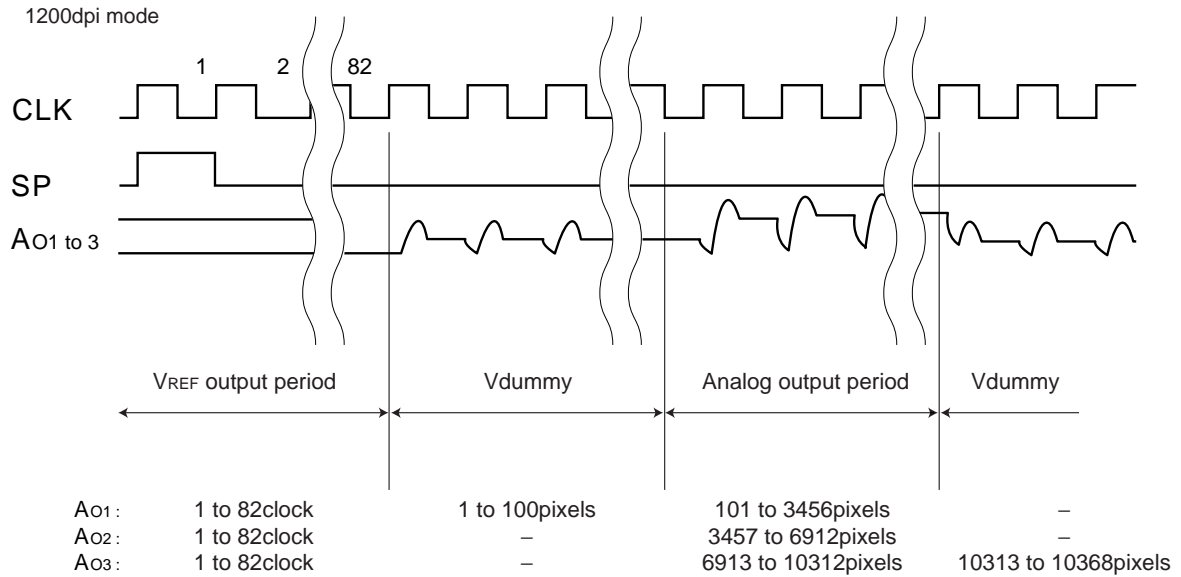 1200dpi mode
1 2 82
CLK
SP
AO1 to 3
VREF output period Vdummy Analog output period Vdummy
AO1 : 1 to 82clock 1 to 100pixels 101 to 3456pixels –
AO2 : 1 to 82clock – 3457 to 6912pixels –
AO3 : 1 to 82clock – 6913 to 10312pixels 10313 to 10368pixels